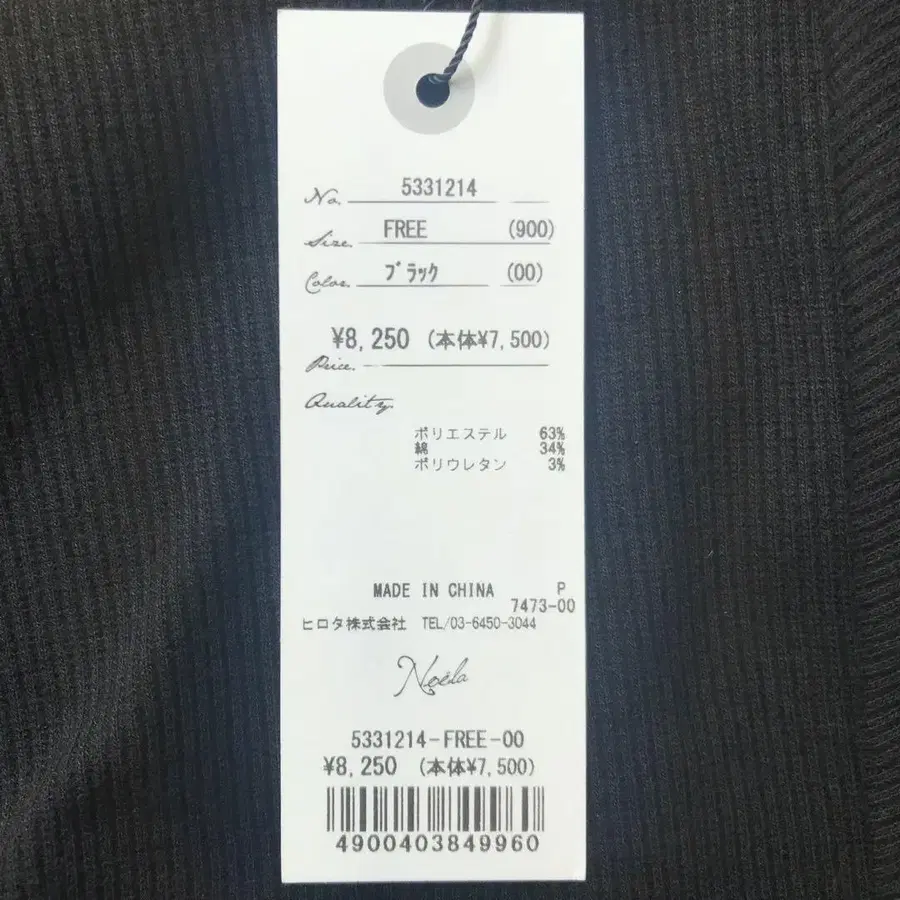 No. 5331214
Size. FREE (900)
Color. ﾌﾞﾗｯｸ (00)
¥8,250 (本体¥7,500)
Price.
Quality.
ポリエステル 63%
綿 34%
ポリウレタン 3%
MADE IN CHINA P
7473-00
ヒロタ株式会社 TEL/03-6450-3044
Noéla
5331214-FREE-00
¥8,250 (本体¥7,500)
4900403849960